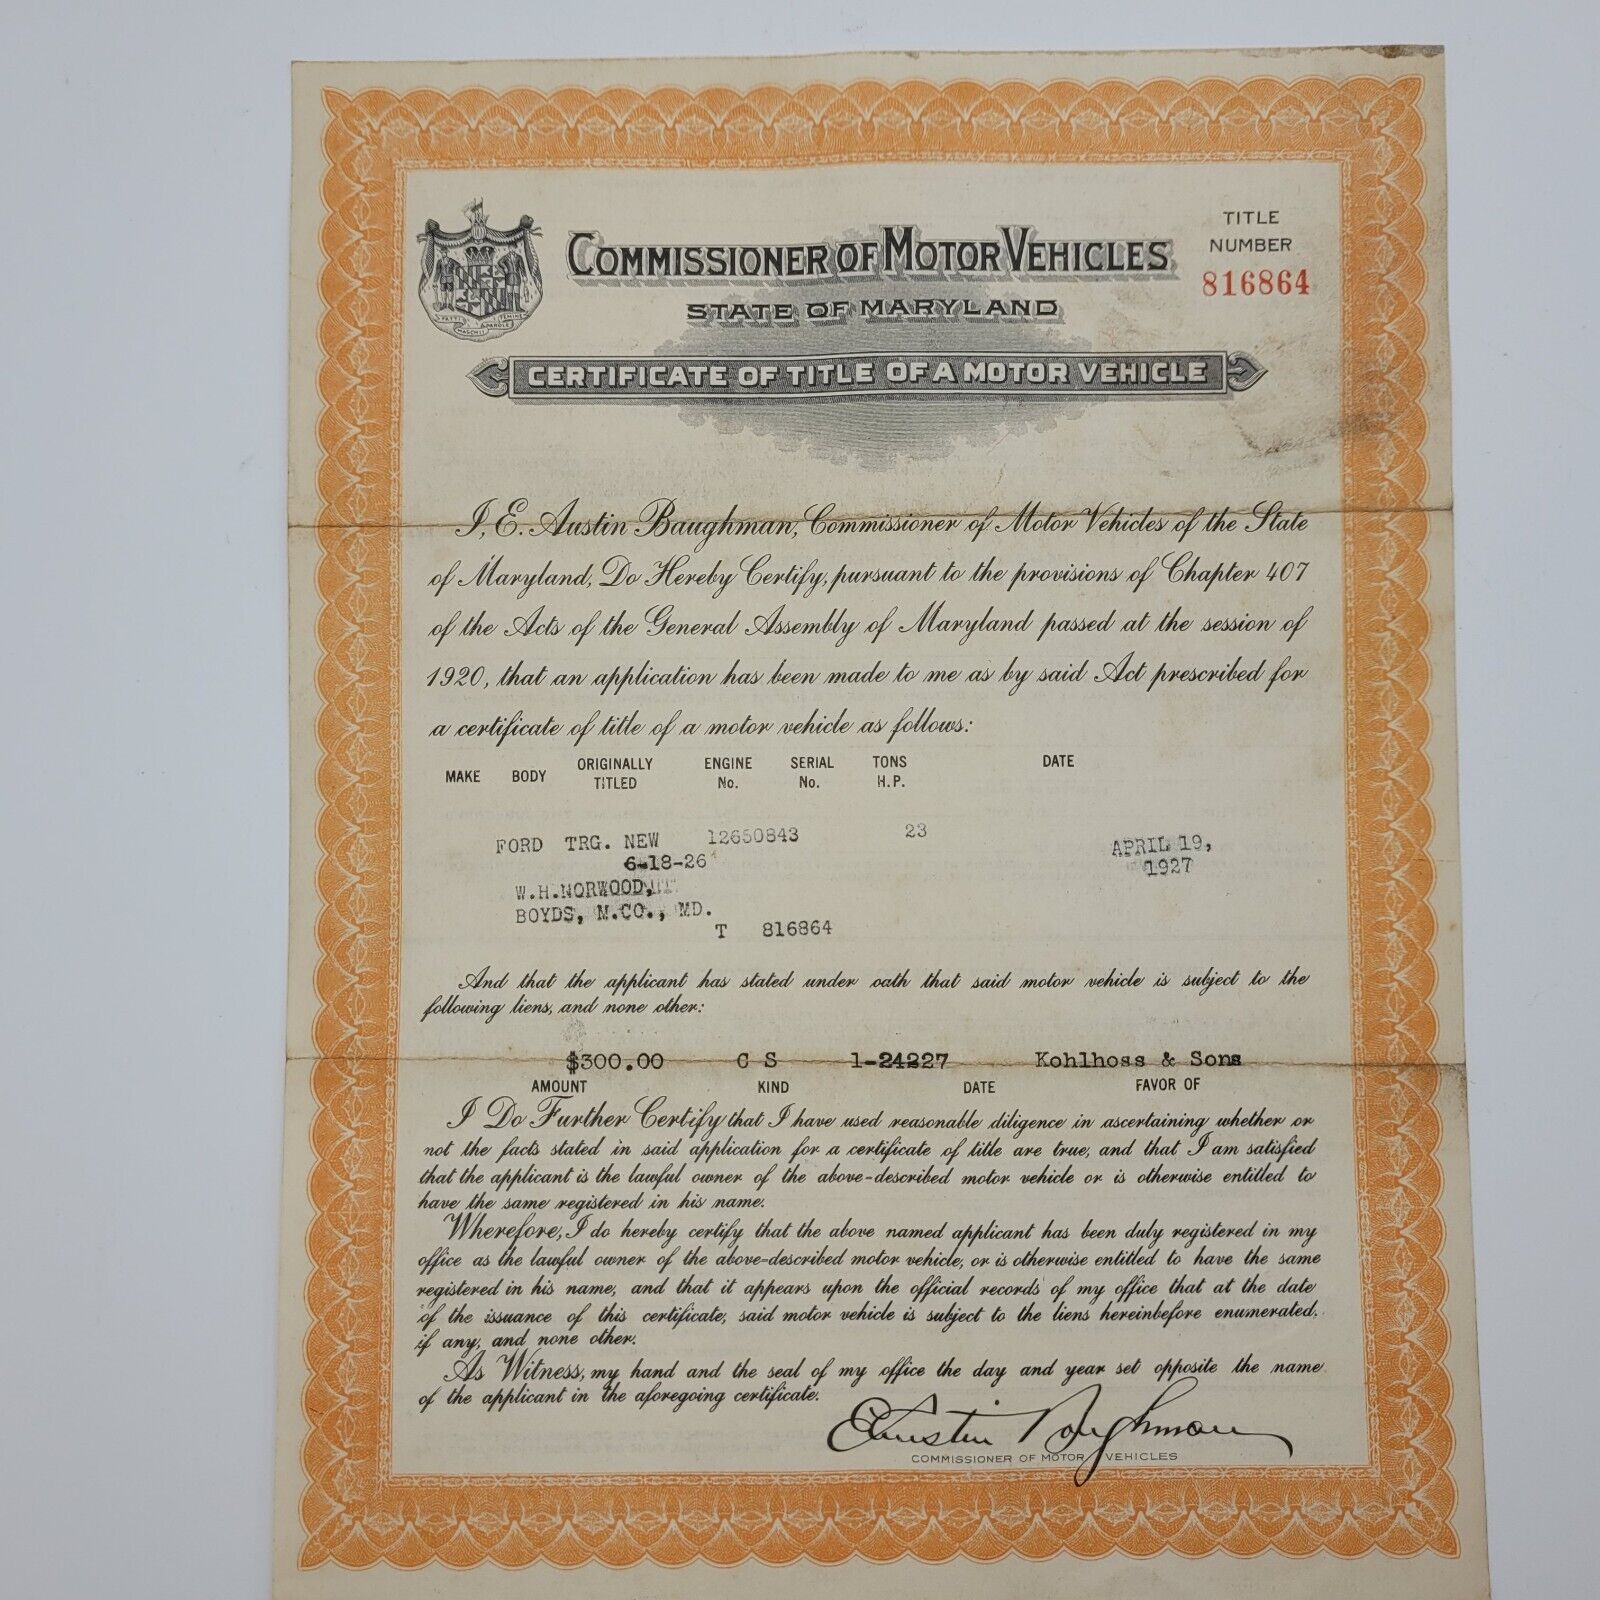 COMMISSIONER OF MOTOR VEHICLES
STATE OF MARYLAND
TITLE
NUMBER
816864
FATTI MASCHII PAROLE FEMINE
CERTIFICATE OF TITLE OF A MOTOR VEHICLE
I, E. Austin Baughman, Commissioner of Motor Vehicles of the State
of Maryland, Do Hereby Certify, pursuant to the provisions of Chapter 407
of the Acts of the General Assembly of Maryland passed at the session of
1920, that an application has been made to me as by said Act prescribed for
a certificate of title of a motor vehicle as follows:
MAKE BODY ORIGINALLY TITLED ENGINE No. SERIAL No. TONS H.P. DATE
FORD TRG. NEW 12650843 23 APRIL 19,
6-18-26 1927
W.H.NORWOOD,
BOYDS, M.CO., MD.
T 816864
And that the applicant has stated under oath that said motor vehicle is subject to the
following liens, and none other:
$300.00 C S 1-24227 Kohlhoss & Sons
AMOUNT KIND DATE FAVOR OF
I Do Further Certify that I have used reasonable diligence in ascertaining whether or
not the facts stated in said application for a certificate of title are true, and that I am satisfied
that the applicant is the lawful owner of the above-described motor vehicle or is otherwise entitled to
have the same registered in his name.
Wherefore, I do hereby certify that the above named applicant has been duly registered in my
office as the lawful owner of the above-described motor vehicle, or is otherwise entitled to have the same
registered in his name, and that it appears upon the official records of my office that at the date
of the issuance of this certificate, said motor vehicle is subject to the liens hereinbefore enumerated,
if any, and none other.
As Witness, my hand and the seal of my office the day and year set opposite the name
of the applicant in the aforegoing certificate.
E Austin Baughman
COMMISSIONER OF MOTOR VEHICLES